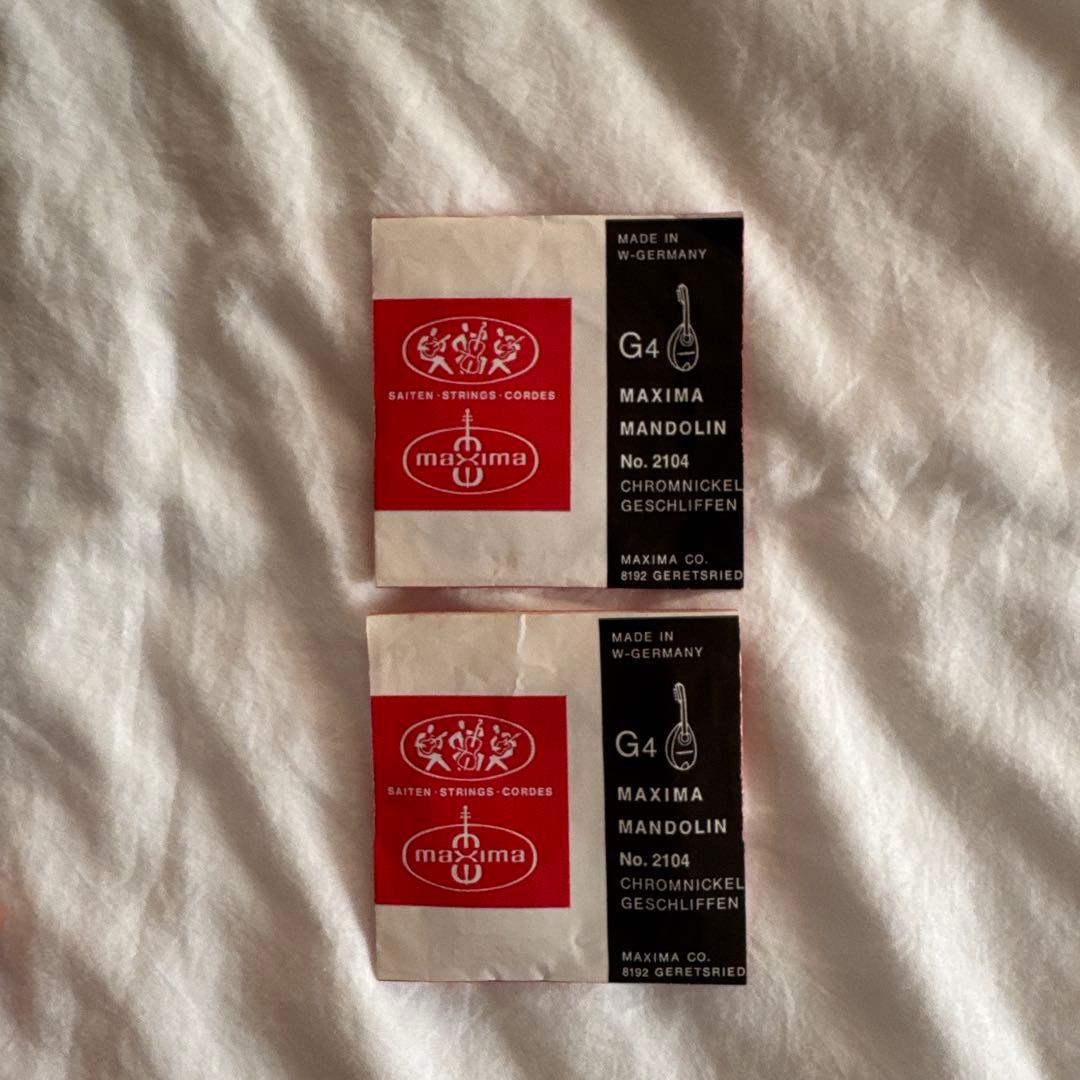 MADE IN
W-GERMANY
G4
SAITEN · STRINGS · CORDES
maxima
MAXIMA
MANDOLIN
No. 2104
CHROMNICKEL
GESCHLIFFEN
MAXIMA CO.
8192 GERETSRIED
MADE IN
W-GERMANY
G4
SAITEN · STRINGS · CORDES
maxima
MAXIMA
MANDOLIN
No. 2104
CHROMNICKEL
GESCHLIFFEN
MAXIMA CO.
8192 GERETSRIED